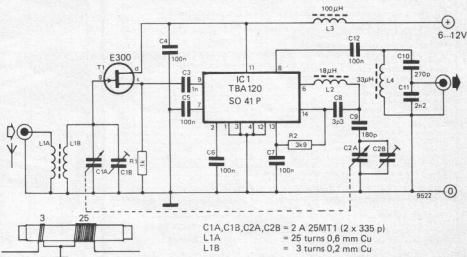 100µH
L3
6...12V
C4
100n
E300
T1
g
d
s
C3
1n
C5
100n
R1
1k
11
8
9
7
6
14
2
1
3
4
12
13
IC1
TBA120
SO 41 P
C12
100n
18µH
L2
33µH
L4
C10
270p
C11
2n2
C8
3p3
C9
180p
R2
3k9
C6
100n
C7
100n
C2A
C2B
L1A
L1B
C1A
C1B
9522
0
3
25
C1A,C1B,C2A,C2B = 2 A 25MT1 (2 x 335 p)
L1A = 25 turns 0,6 mm Cu
L1B = 3 turns 0,2 mm Cu